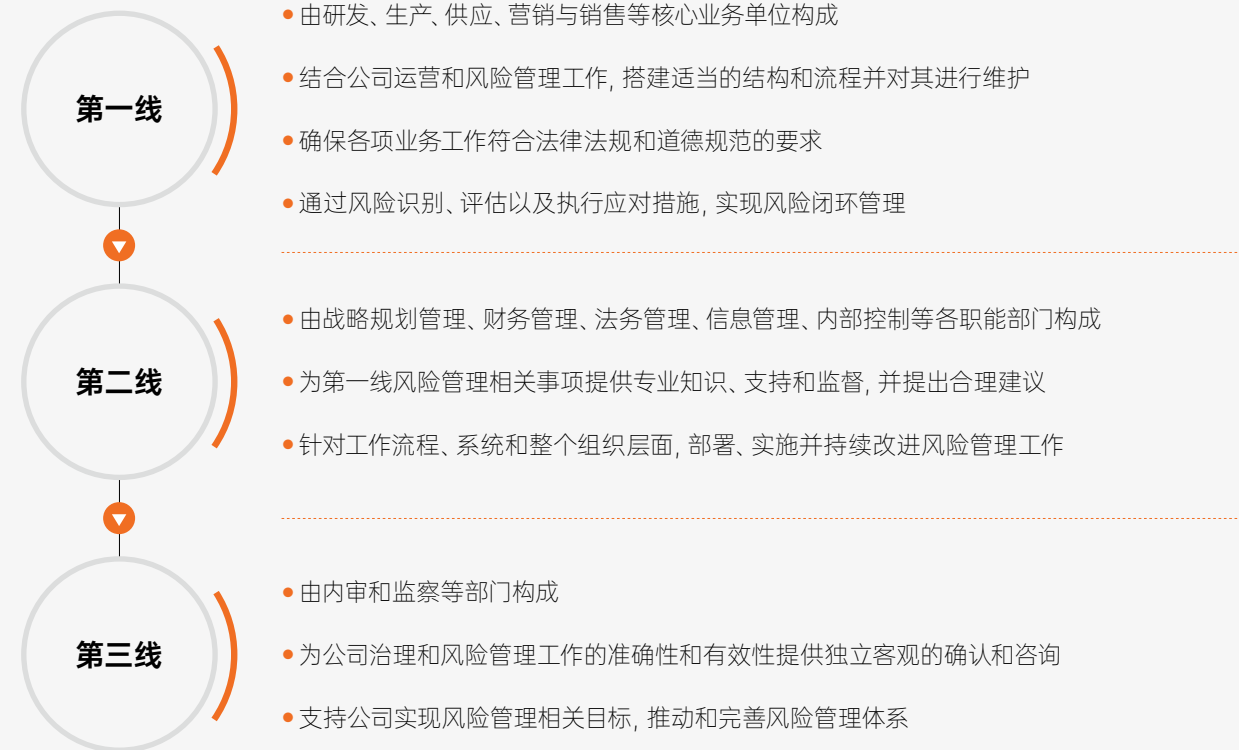 第一线
● 由研发、生产、供应、营销与销售等核心业务单位构成
● 结合公司运营和风险管理工作, 搭建适当的结构和流程并对其进行维护
● 确保各项业务工作符合法律法规和道德规范的要求
● 通过风险识别、评估以及执行应对措施, 实现风险闭环管理
第二线
● 由战略规划管理、财务管理、法务管理、信息管理、内部控制等各职能部门构成
● 为第一线风险管理相关事项提供专业知识、支持和监督, 并提出合理建议
● 针对工作流程、系统和整个组织层面, 部署、实施并持续改进风险管理工作
第三线
● 由内审和监察等部门构成
● 为公司治理和风险管理工作的准确性和有效性提供独立客观的确认和咨询
● 支持公司实现风险管理相关目标, 推动和完善风险管理体系